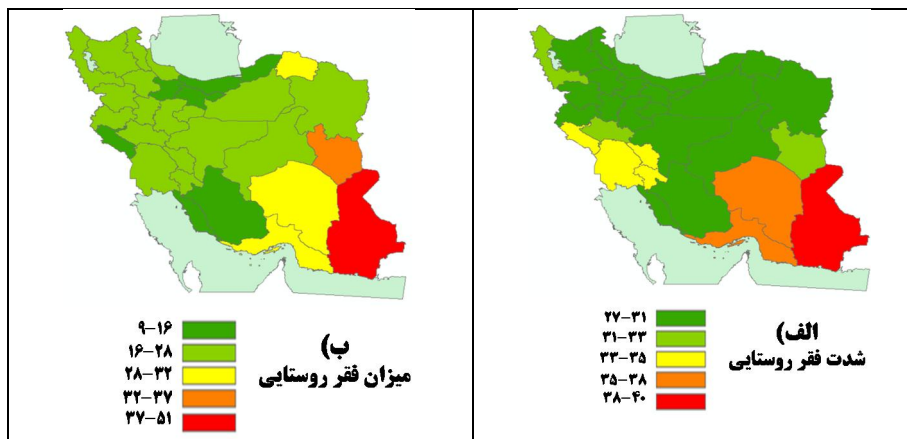 الف)
شدت فقر روستایی
۲۷-۳۱
۳۱-۳۳
۳۳-۳۵
۳۵-۳۸
۳۸-۴۰
ب)
میزان فقر روستایی
۹-۱۶
۱۶-۲۸
۲۸-۳۲
۳۲-۳۷
۳۷-۵۱